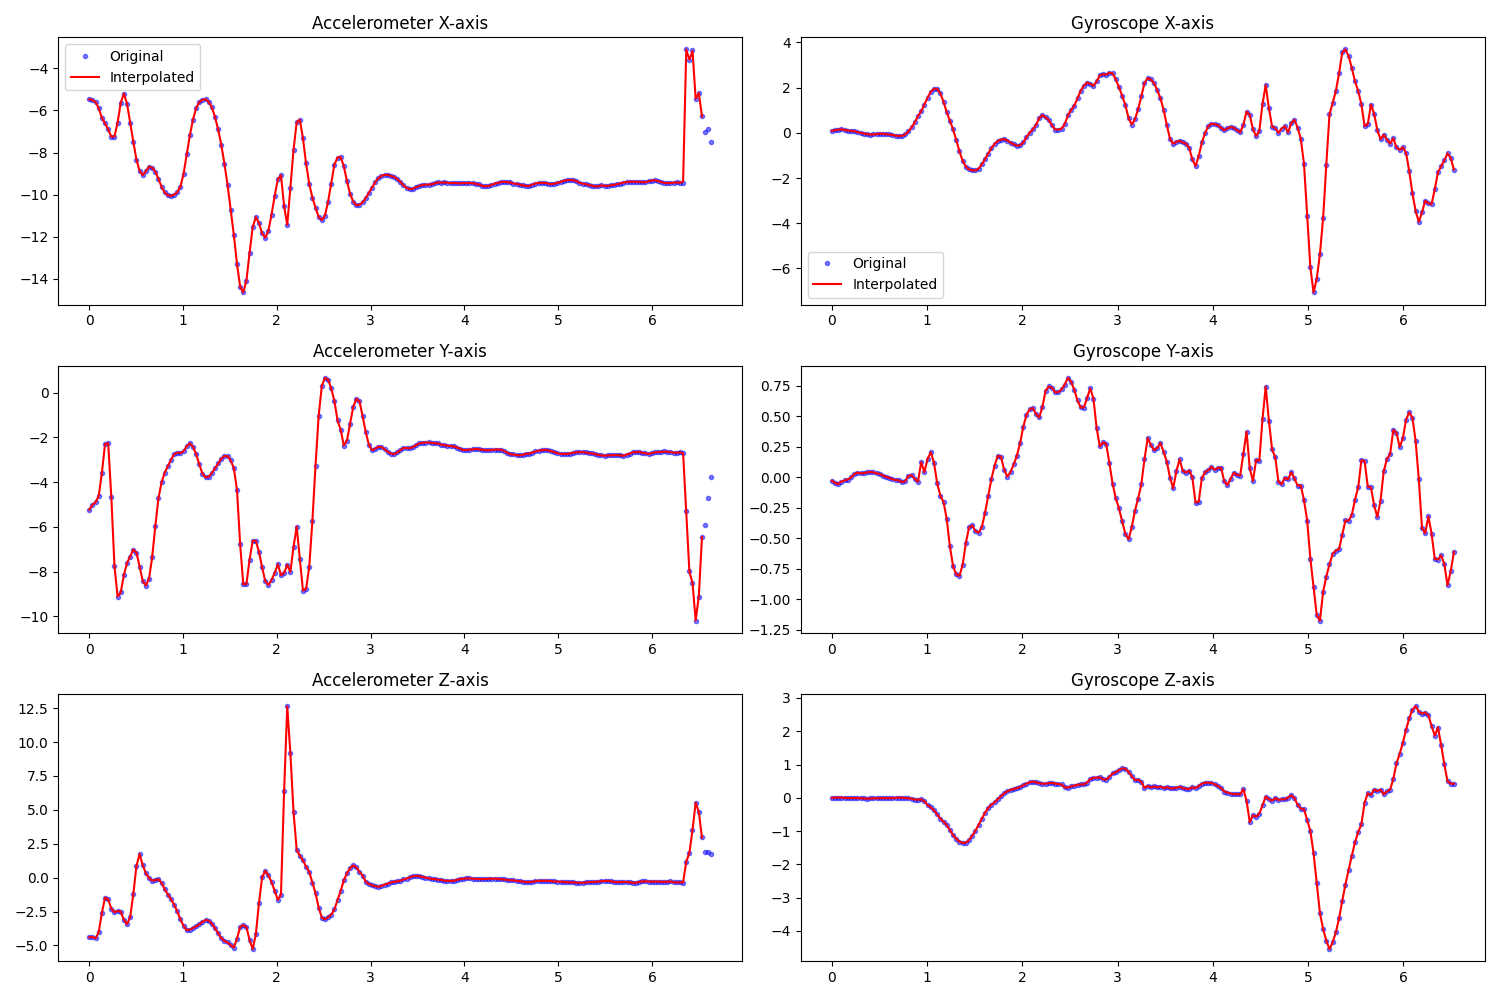 Accelerometer X-axis
Original
Interpolated
−4
−6
−8
−10
−12
−14
0 1 2 3 4 5 6
Gyroscope X-axis
4
2
0
−2
−4
−6
Original
Interpolated
0 1 2 3 4 5 6
Accelerometer Y-axis
0
−2
−4
−6
−8
−10
0 1 2 3 4 5 6
Gyroscope Y-axis
0.75
0.50
0.25
0.00
−0.25
−0.50
−0.75
−1.00
−1.25
0 1 2 3 4 5 6
Accelerometer Z-axis
12.5
10.0
7.5
5.0
2.5
0.0
−2.5
−5.0
0 1 2 3 4 5 6
Gyroscope Z-axis
3
2
1
0
−1
−2
−3
−4
0 1 2 3 4 5 6